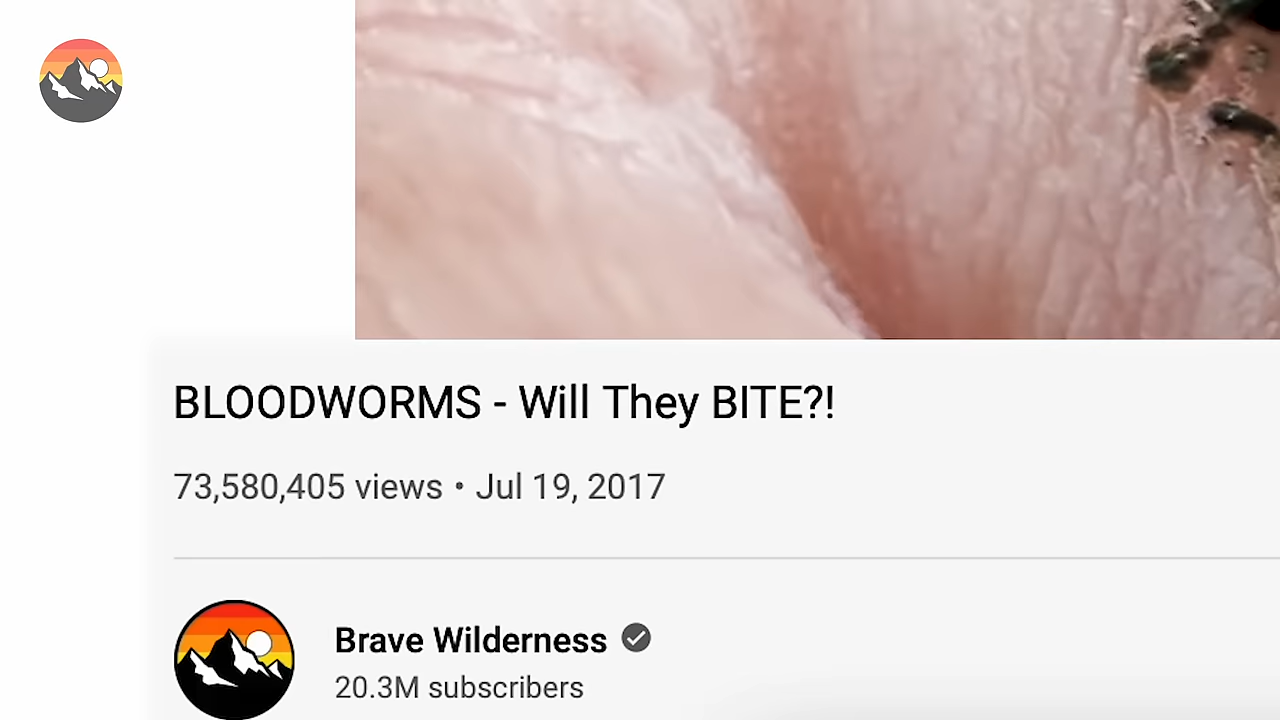 BLOODWORMS - Will They BITE?!
73,580,405 views • Jul 19, 2017
Brave Wilderness
20.3M subscribers